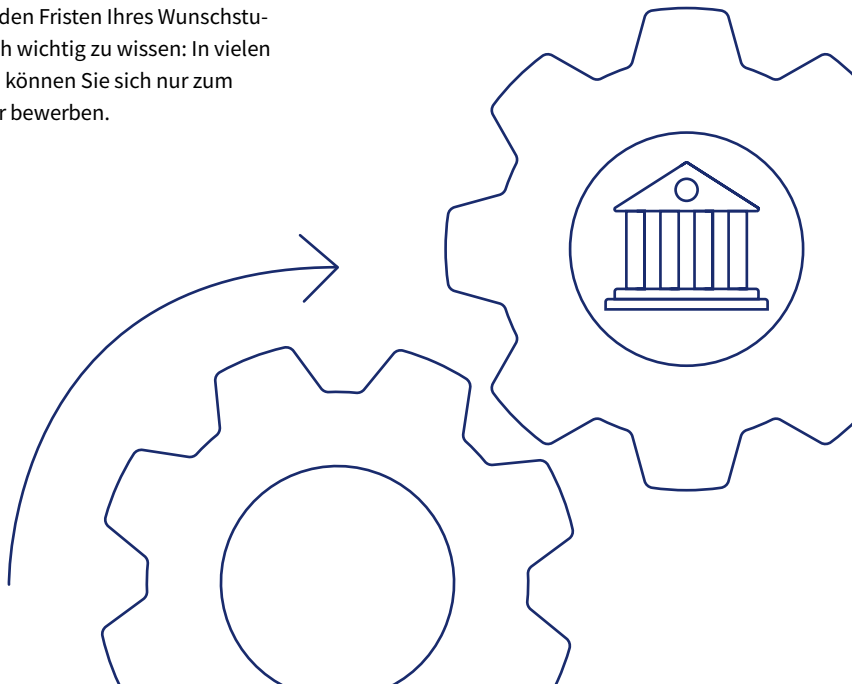 den Fristen Ihres Wunschstu-
h wichtig zu wissen: In vielen
können Sie sich nur zum
r bewerben.